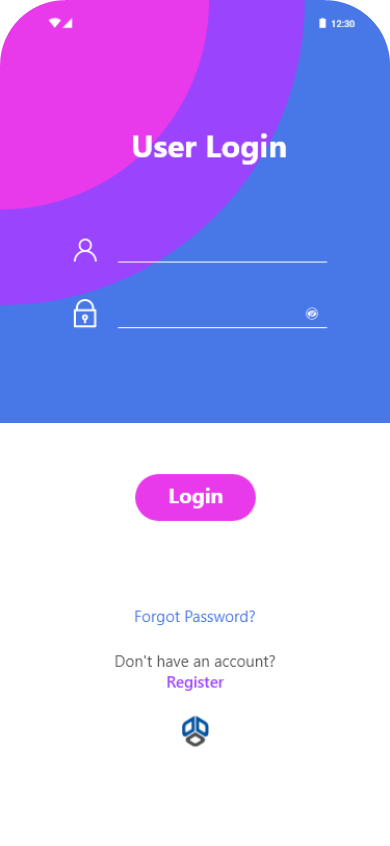 12:30
User Login
Login
Forgot Password?
Don't have an account?
Register